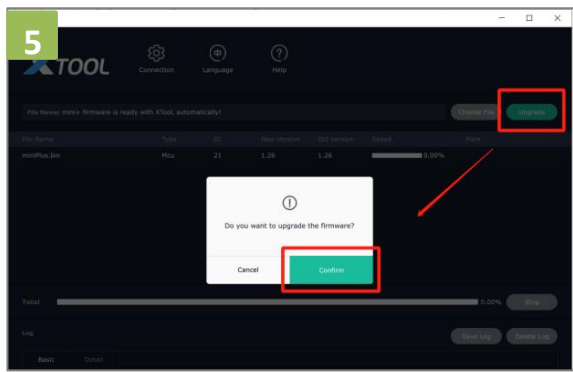 5
XTOOL
Connection
Language
Help
File Name: mini+ firmware is ready with XTool, automatically!
Choose File
Upgrade
File Name Type ID New Version Old Version Speed Mark
miniPlus.bin Mcu 21 1.26 1.26 0.00%
Do you want to upgrade the firmware?
Cancel
Confirm
Total 0.00% Stop
Log
Save Log
Delete Log
Basic
Detail